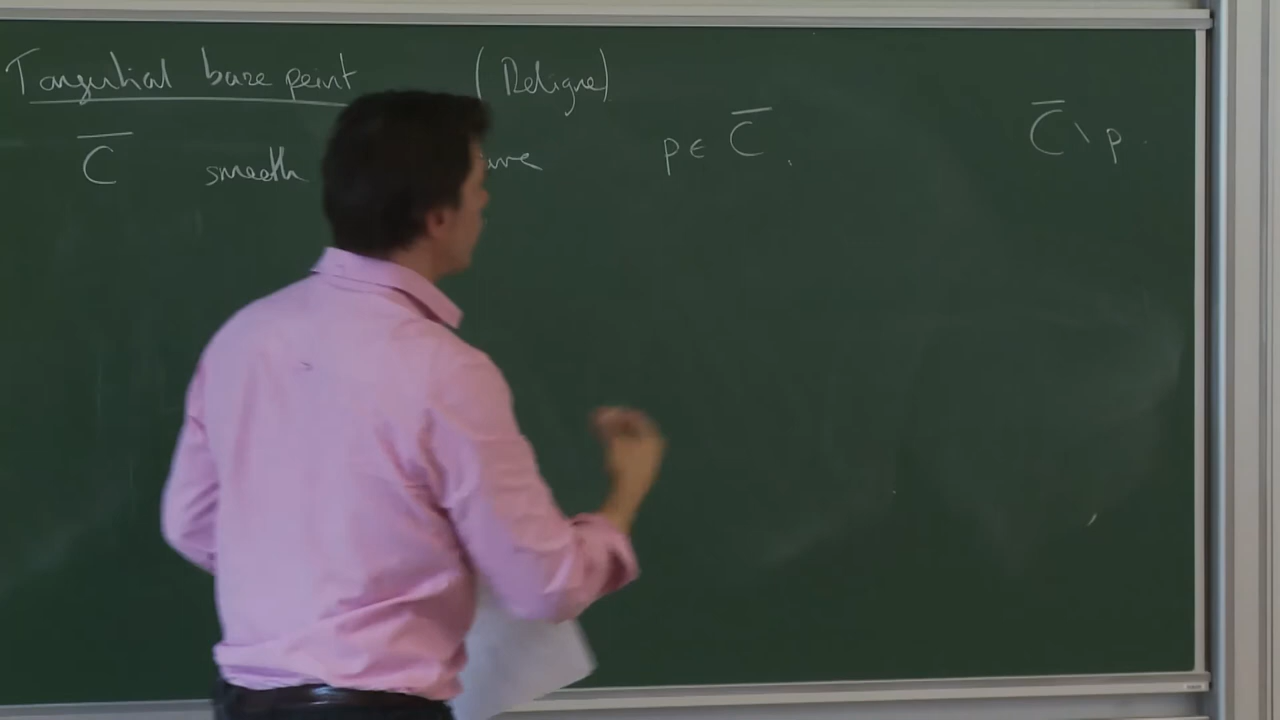 Tangential base point (Deligne)
C̅ smooth p ∈ C̅. C̅ \ p.